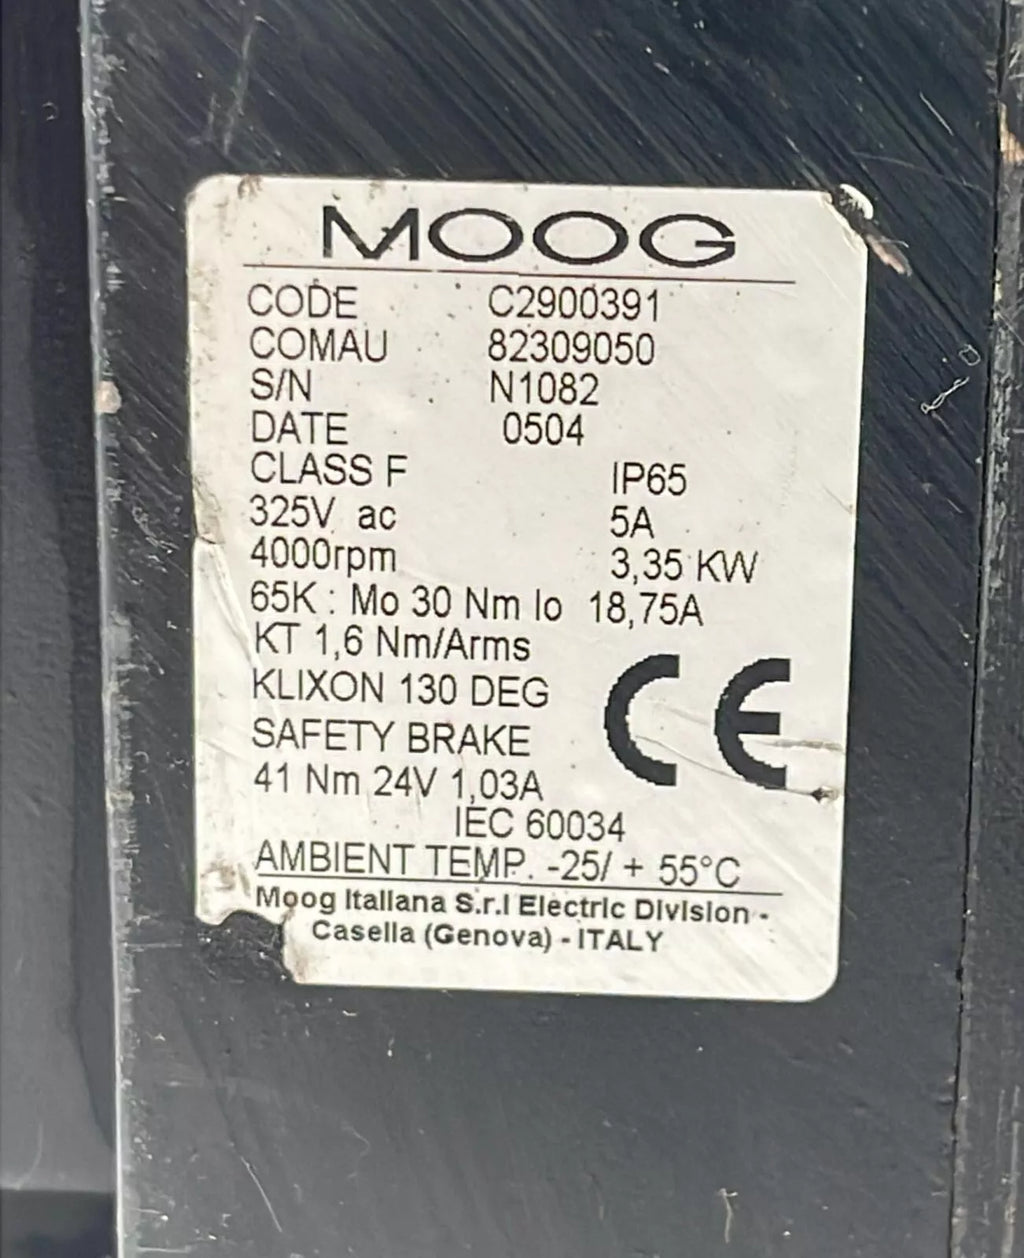 MOOG
CODE C2900391
COMAU 82309050
S/N N1082
DATE 0504
CLASS F IP65
325V ac 5A
4000rpm 3,35 KW
65K : Mo 30 Nm Io 18,75A
KT 1,6 Nm/Arms
KLIXON 130 DEG
SAFETY BRAKE
41 Nm 24V 1,03A
CE
IEC 60034
AMBIENT TEMP. -25/ + 55°C
Moog Italiana S.r.l Electric Division -
Casella (Genova) - ITALY